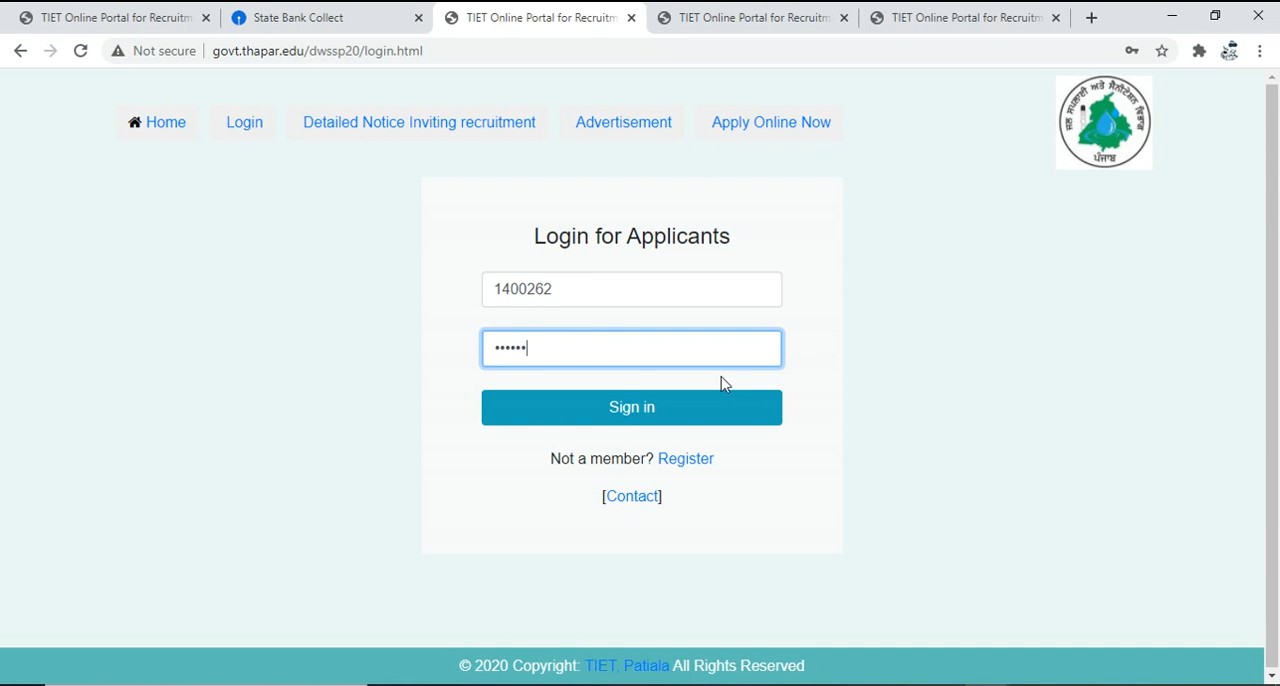 TIET Online Portal for Recruitm
State Bank Collect
TIET Online Portal for Recruitm
TIET Online Portal for Recruitm
TIET Online Portal for Recruitm
Not secure
govt.thapar.edu/dwssp20/login.html
Home
Login
Detailed Notice Inviting recruitment
Advertisement
Apply Online Now
ਜਲ ਸਪਲਾਈ ਅਤੇ ਸੈਨੀਟੇਸ਼ਨ ਵਿਭਾਗ
ਪੰਜਾਬ
Login for Applicants
1400262
••••••
Sign in
Not a member? Register
[Contact]
© 2020 Copyright: TIET, Patiala All Rights Reserved